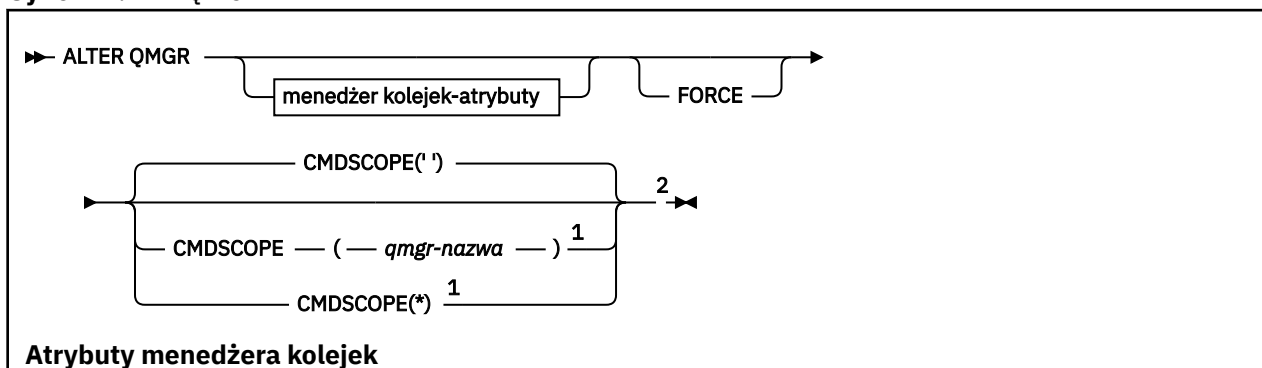 ALTER QMGR
menedżer kolejek-atrybuty
FORCE
CMDSCOPE(' ')
2
CMDSCOPE ( qmgr-nazwa ) 1
CMDSCOPE(*) 1
Atrybuty menedżera kolejek